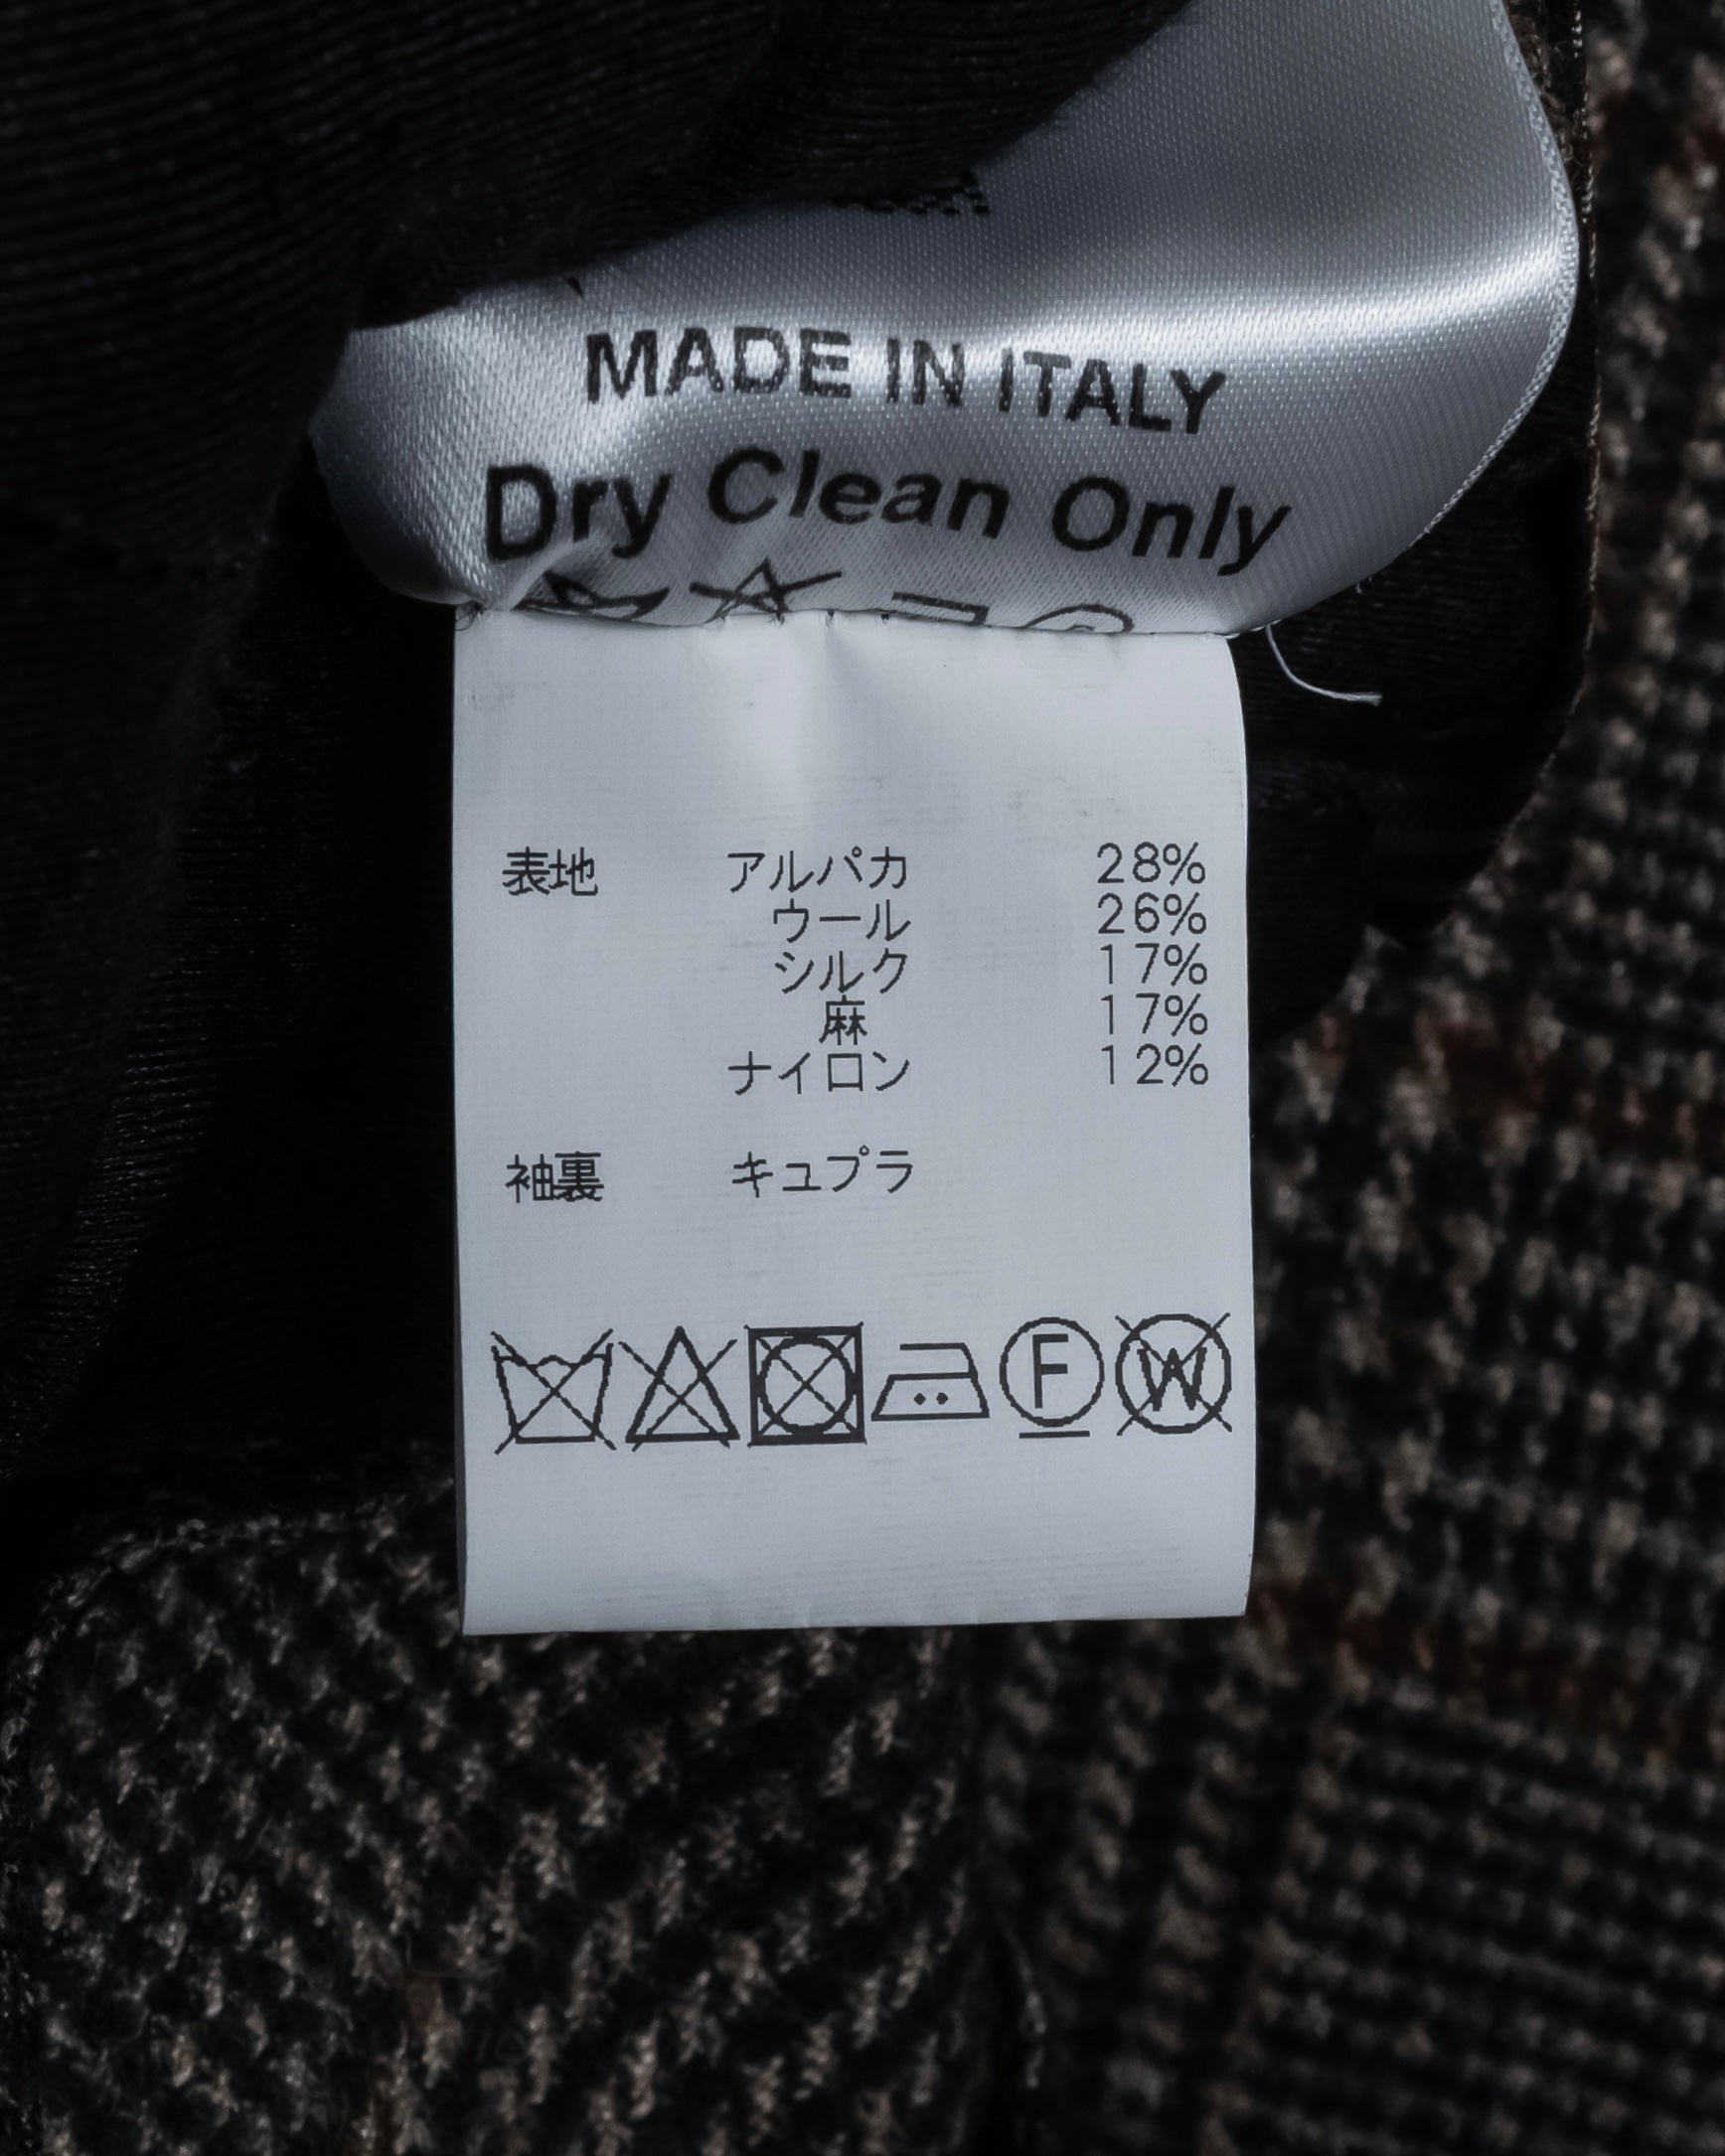 MADE IN ITALY
Dry Clean Only
表地 アルパカ 28%
ウール 26%
シルク 17%
麻 17%
ナイロン 12%
袖裏 キュプラ
F W